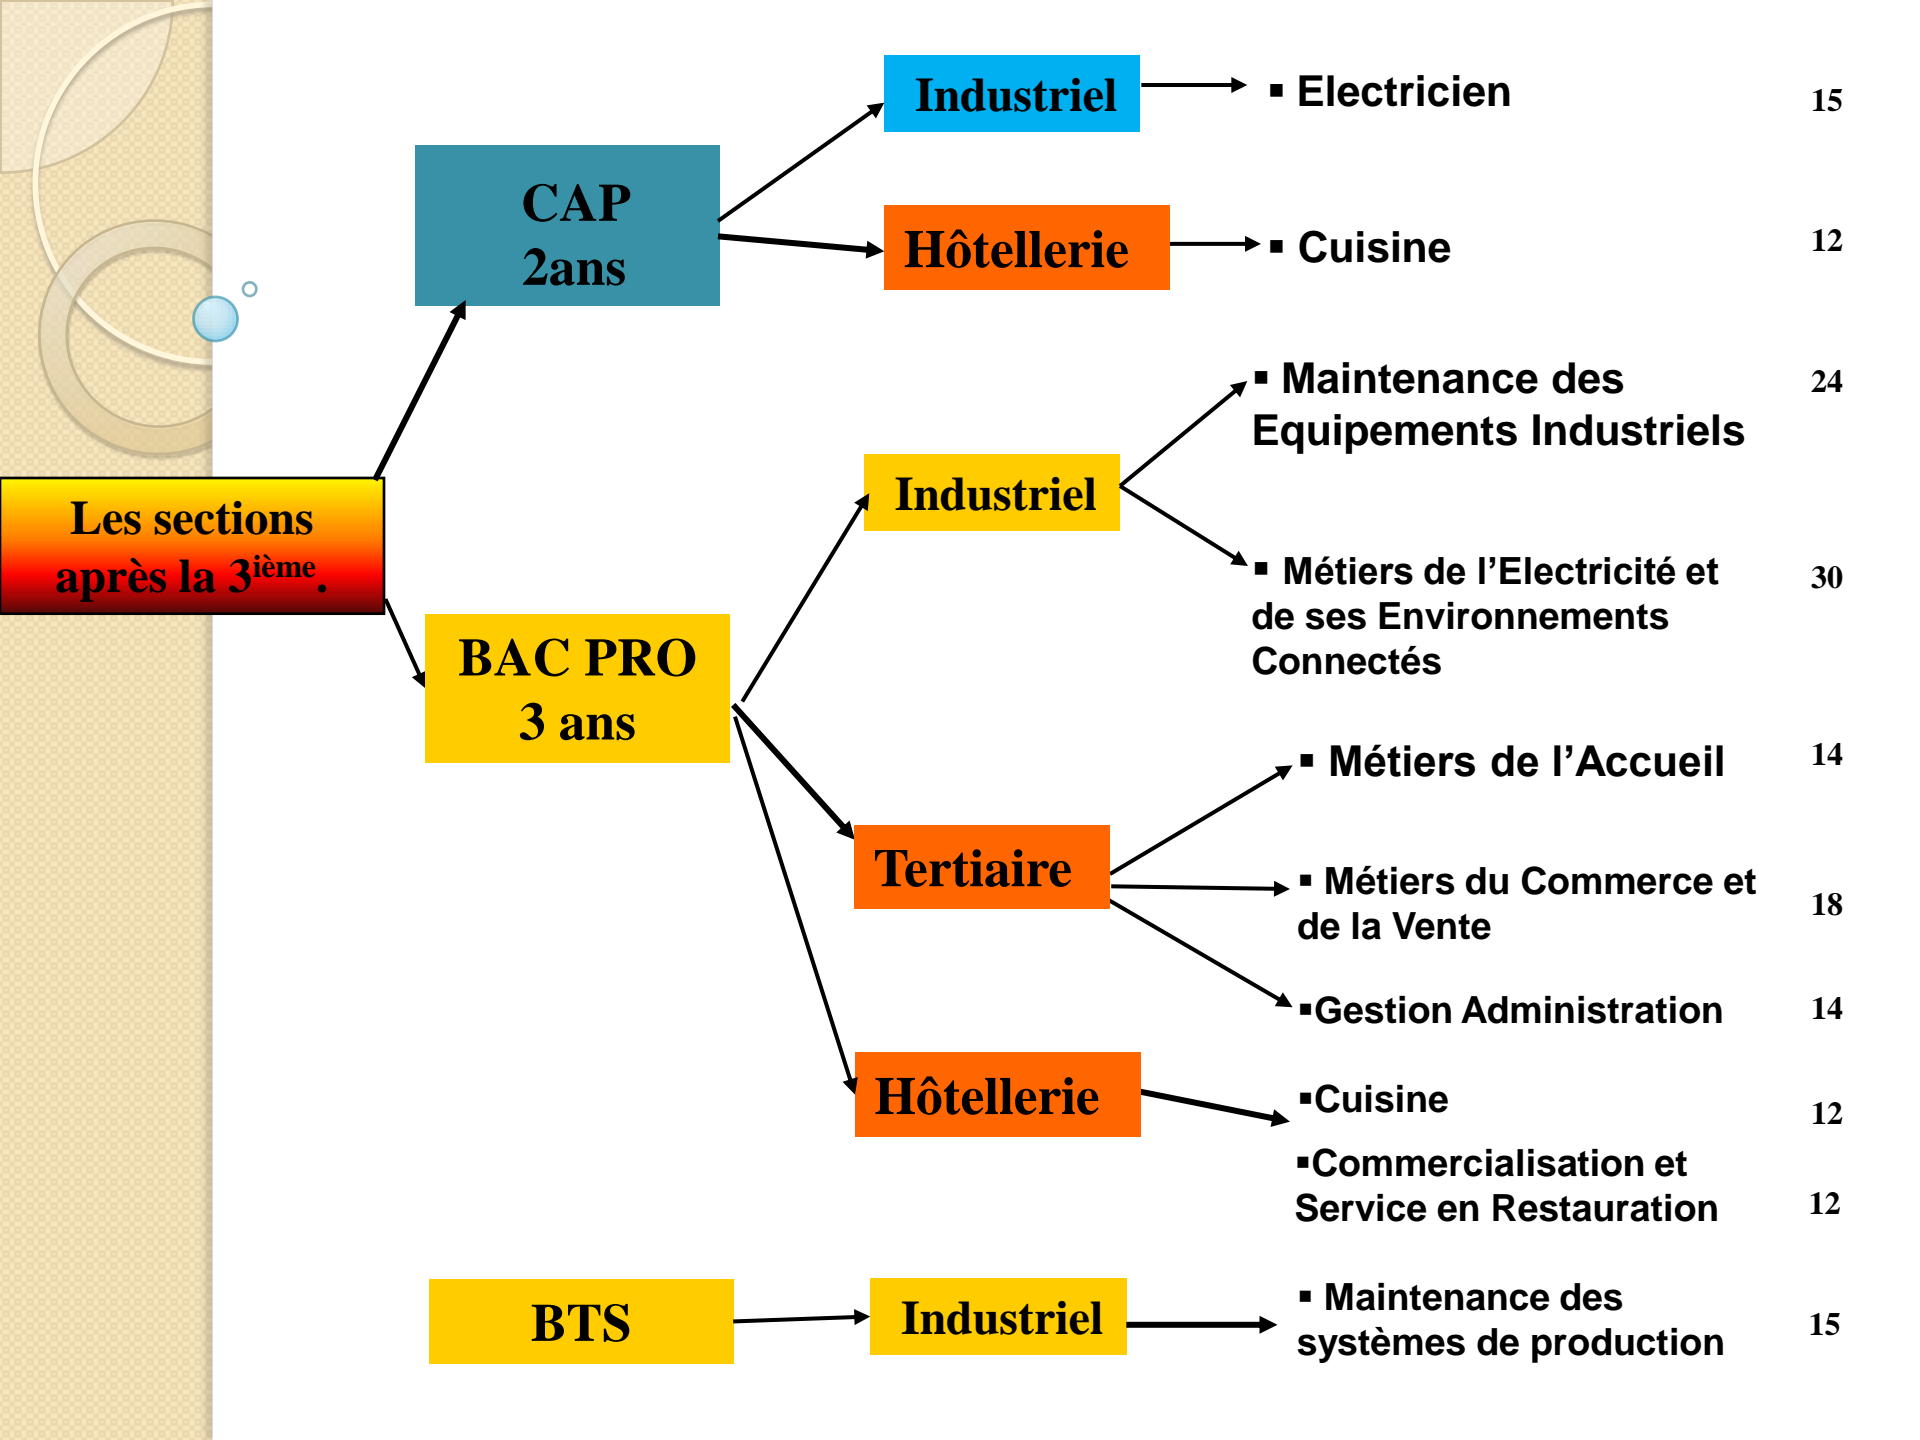 Industriel
▪ Electricien
15
CAP
2ans
Hôtellerie
▪ Cuisine
12
▪ Maintenance des
Equipements Industriels
24
Industriel
Les sections
après la 3ième.
▪ Métiers de l’Electricité et
de ses Environnements
Connectés
30
BAC PRO
3 ans
▪ Métiers de l’Accueil
14
Tertiaire
▪ Métiers du Commerce et
de la Vente
18
▪Gestion Administration
14
Hôtellerie
▪Cuisine
12
▪Commercialisation et
Service en Restauration
12
BTS
Industriel
▪ Maintenance des
systèmes de production
15